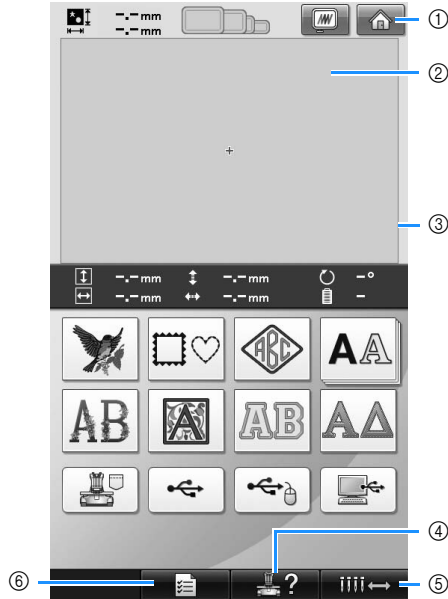 -.-mm
-.-mm
①
②
③
-.-mm -.-mm -°
-.-mm -.-mm -
ABC AA
AB A AB AΔ
④
?
⑤
⑥